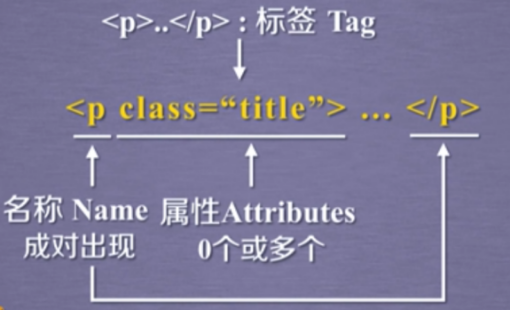 <p>..</p> : 标签 Tag
<p class=“title”> … </p>
名称 Name 属性Attributes
成对出现 0个或多个